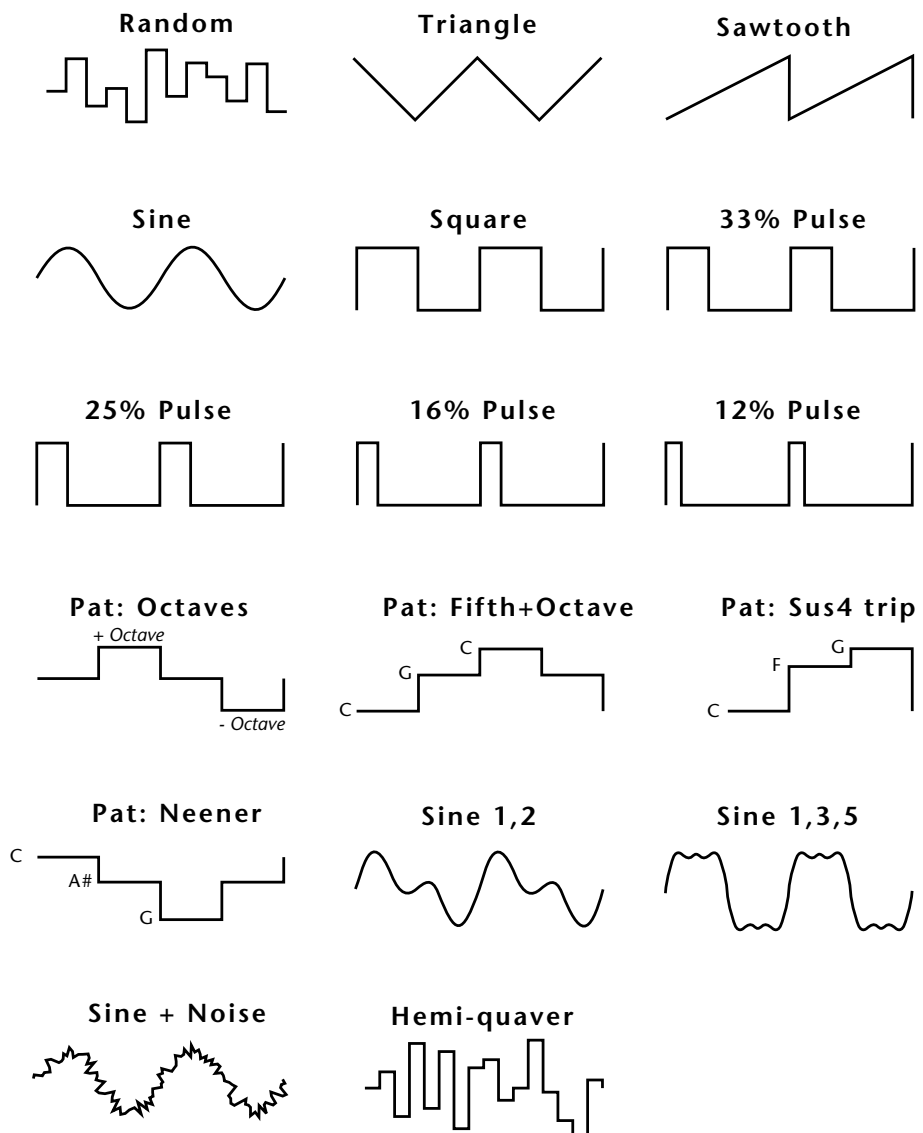 Random
Triangle
Sawtooth
Sine
Square
33% Pulse
25% Pulse
16% Pulse
12% Pulse
Pat: Octaves
+ Octave
- Octave
Pat: Fifth+Octave
C
G
C
Pat: Sus4 trip
G
F
C
Pat: Neener
C
A#
G
Sine 1,2
Sine 1,3,5
Sine + Noise
Hemi-quaver